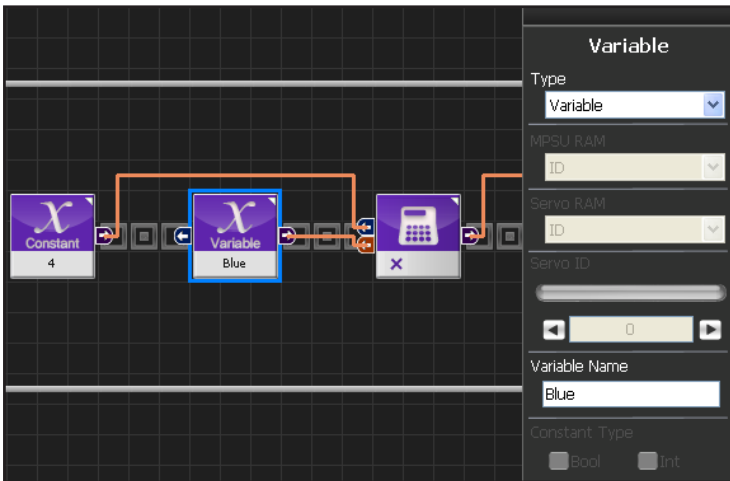 Constant
4
Variable
Blue
×
Variable
Type
Variable
MPSU RAM
ID
Servo RAM
ID
Servo ID
0
Variable Name
Blue
Constant Type
Bool
Int